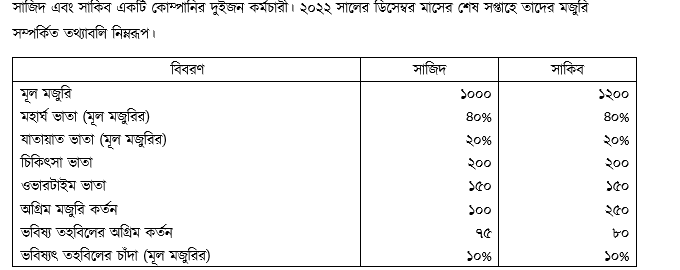 সাজিদ এবং সাকিব একটি কোম্পানির দুইজন কর্মচারী। ২০২২ সালের ডিসেম্বর মাসের শেষ সপ্তাহে তাদের মজুরি
সম্পর্কিত তথ্যাবলি নিম্নরূপ।
বিবরণ সাজিদ সাকিব
মূল মজুরি ১০০০ ১২০০
মহার্ঘ ভাতা (মূল মজুরির) ৪০% ৪০%
যাতায়াত ভাতা (মূল মজুরির) ২০% ২০%
চিকিৎসা ভাতা ২০০ ২০০
ওভারটাইম ভাতা ১৫০ ১৫০
অগ্রিম মজুরি কর্তন ১০০ ২৫০
ভবিষ্য তহবিলের অগ্রিম কর্তন ৭৫ ৮০
ভবিষ্যৎ তহবিলের চাঁদা (মূল মজুরির) ১০% ১০%